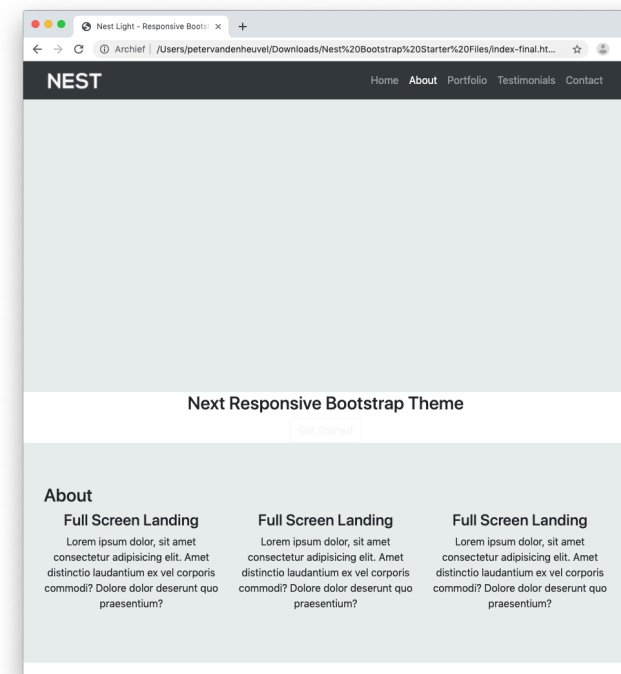 Nest Light - Responsive Boots
Archief | /Users/petervandenheuvel/Downloads/Nest%20Bootstrap%20Starter%20Files/index-final.ht...
NEST
Home About Portfolio Testimonials Contact
Next Responsive Bootstrap Theme
Get Started
About
Full Screen Landing Full Screen Landing Full Screen Landing
Lorem ipsum dolor, sit amet Lorem ipsum dolor, sit amet Lorem ipsum dolor, sit amet
consectetur adipisicing elit. Amet consectetur adipisicing elit. Amet consectetur adipisicing elit. Amet
distinctio laudantium ex vel corporis distinctio laudantium ex vel corporis distinctio laudantium ex vel corporis
commodi? Dolore dolor deserunt quo commodi? Dolore dolor deserunt quo commodi? Dolore dolor deserunt quo
praesentium? praesentium? praesentium?